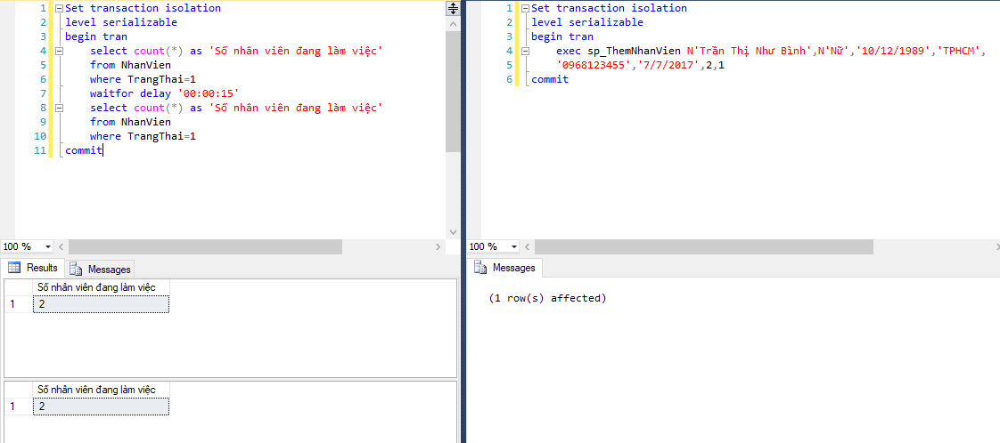 1 Set transaction isolation
2 level serializable
3 begin tran
4 select count(*) as 'Số nhân viên đang làm việc'
5 from NhanVien
6 where TrangThai=1
7 waitfor delay '00:00:15'
8 select count(*) as 'Số nhân viên đang làm việc'
9 from NhanVien
10 where TrangThai=1
11 commit
100 %
Results Messages
Số nhân viên đang làm việc
1 2
Số nhân viên đang làm việc
1 2
1 Set transaction isolation
2 level serializable
3 begin tran
4 exec sp_ThemNhanVien N'Trần Thị Như Bình',N'Nữ','10/12/1989','TPHCM',
5 '0968123455','7/7/2017',2,1
6 commit
100 %
Messages
(1 row(s) affected)